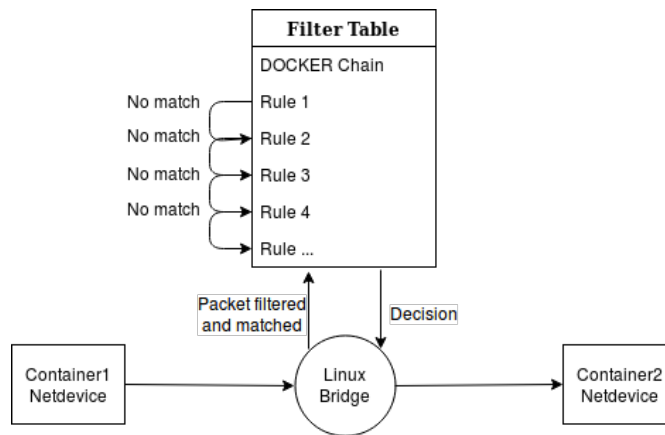 Filter Table
DOCKER Chain
No match
Rule 1
No match
Rule 2
No match
Rule 3
No match
Rule 4
Rule ...
Packet filtered
and matched
Decision
Container1
Netdevice
Linux
Bridge
Container2
Netdevice